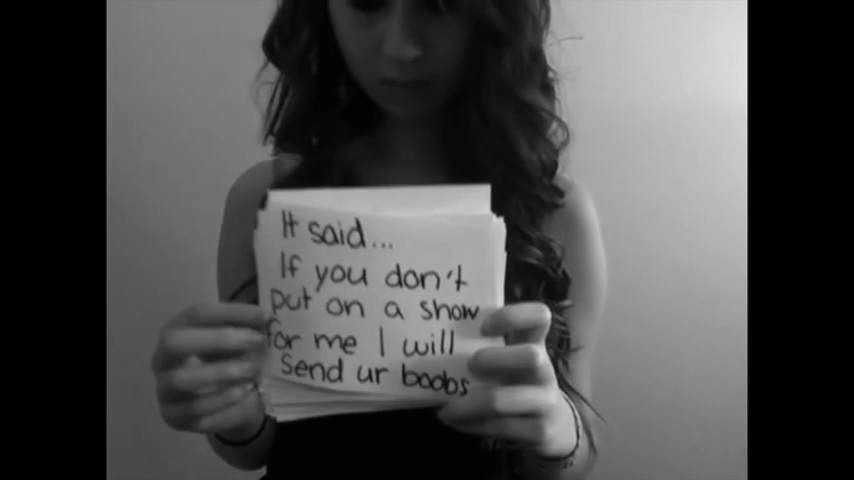 It said...
If you don't
put on a show
for me I will
send ur boobs